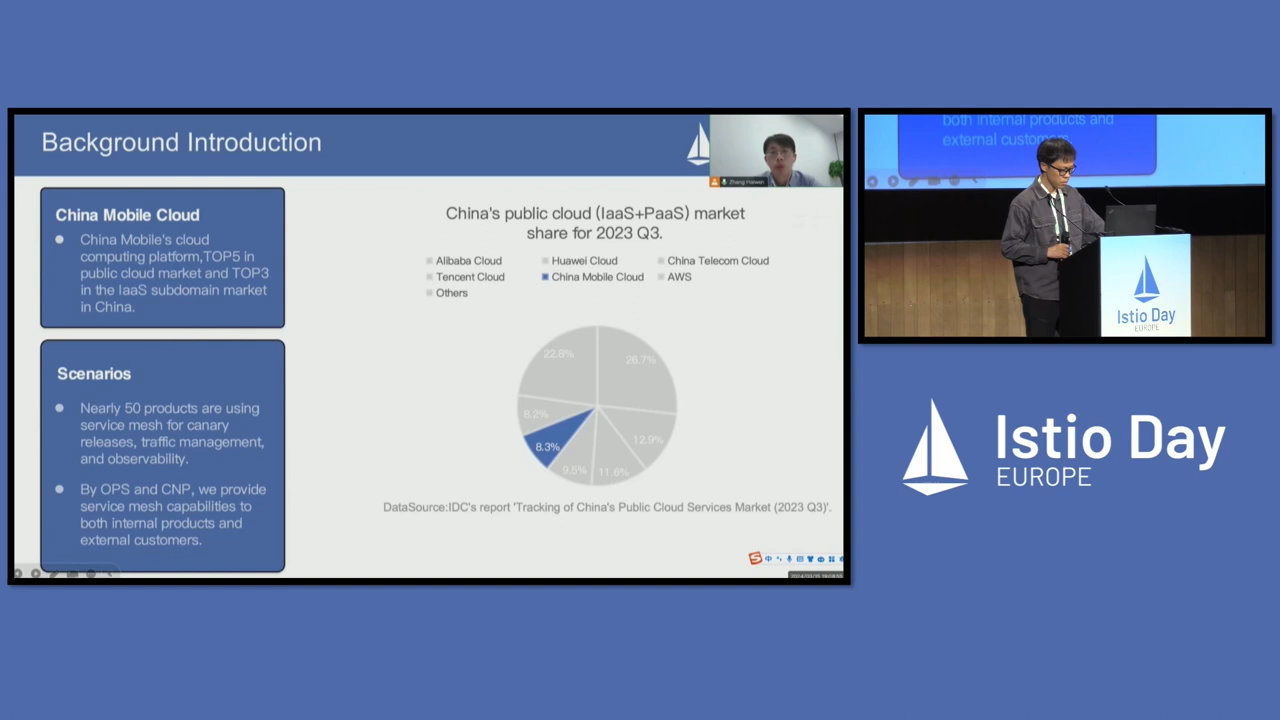 Background Introduction
China Mobile Cloud
China Mobile's cloud
computing platform,TOP5 in
public cloud market and TOP3
in the IaaS subdomain market
in China.
Scenarios
Nearly 50 products are using
service mesh for canary
releases, traffic management,
and observability.
By OPS and CNP, we provide
service mesh capabilities to
both internal products and
external customers.
China's public cloud (IaaS+PaaS) market
share for 2023 Q3.
Alibaba Cloud Huawei Cloud China Telecom Cloud
Tencent Cloud China Mobile Cloud AWS
Others
22.8% 26.7%
6.2%
8.3% 12.9%
9.5% 11.6%
DataSource:IDC's report 'Tracking of China's Public Cloud Services Market (2023 Q3)'.
中
both internal products and
external customers.
Istio Day
EUROPE
Istio Day
EUROPE